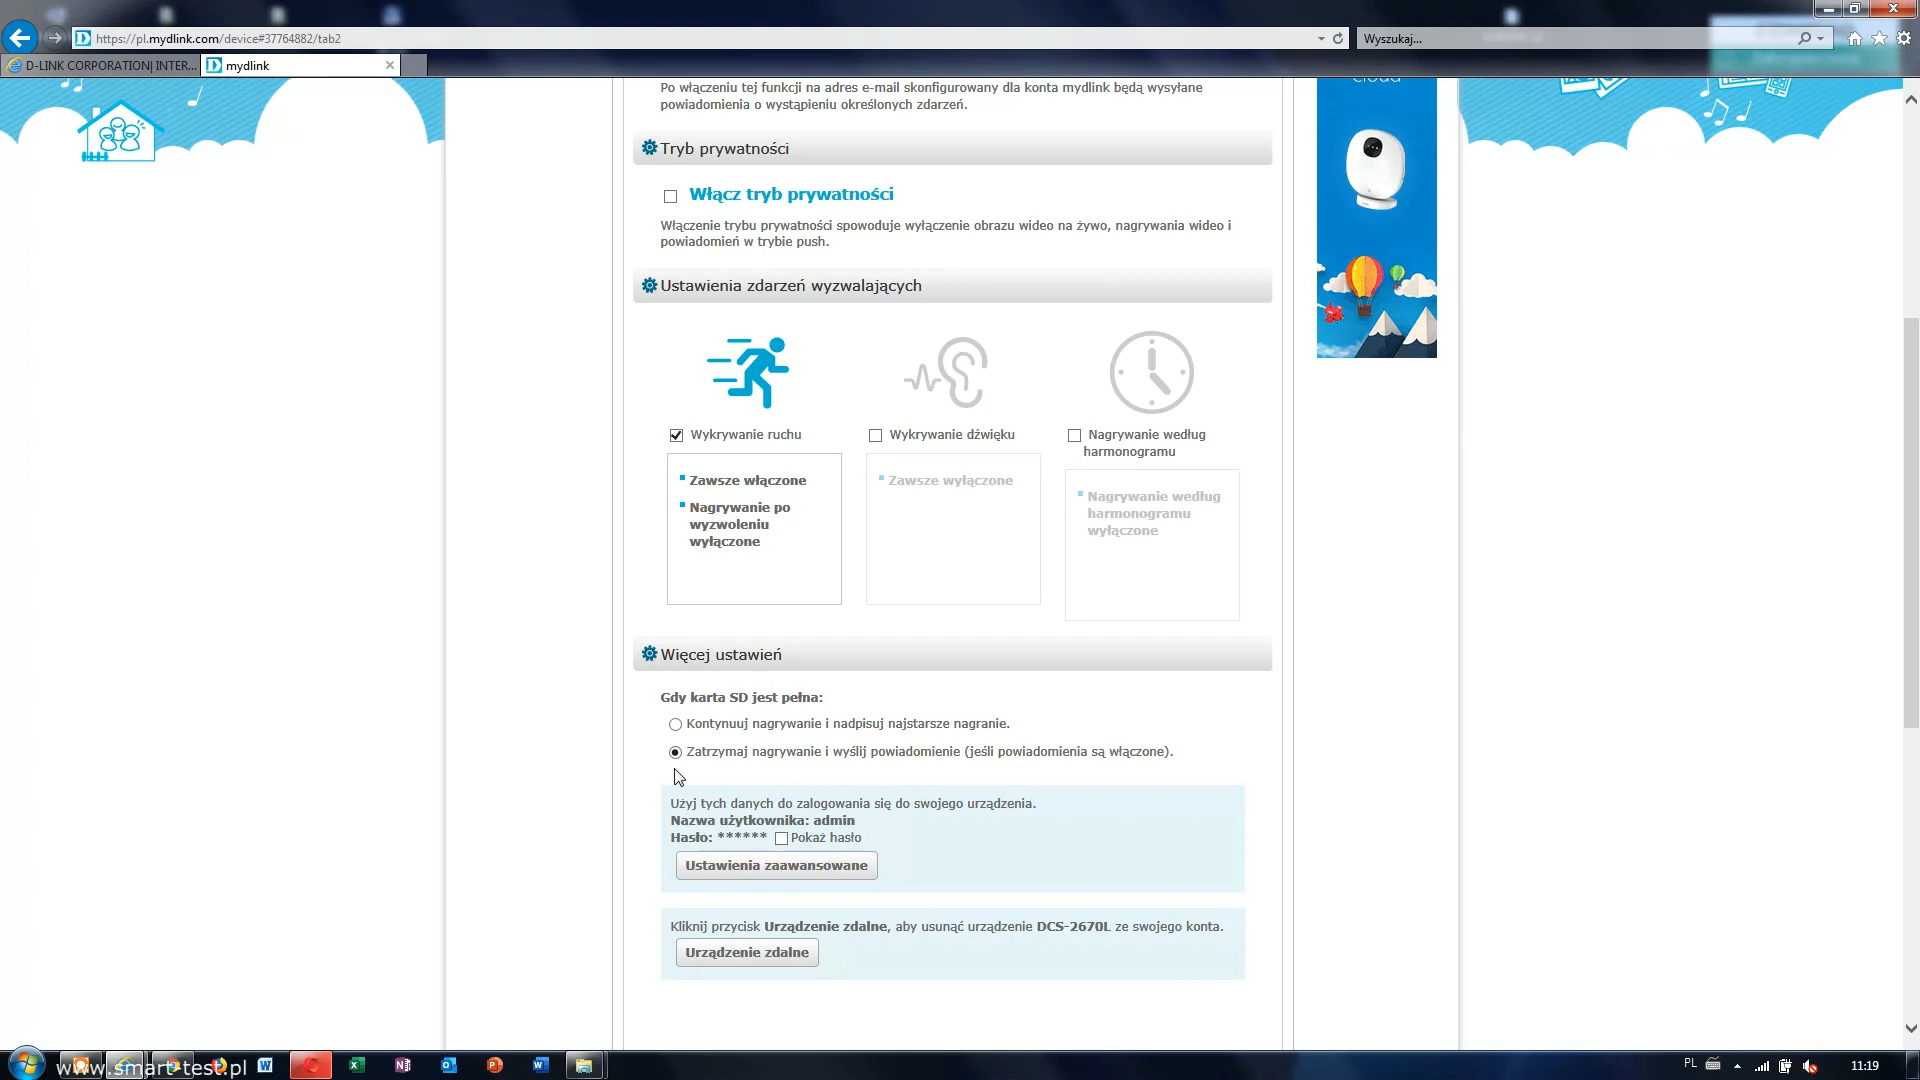 https://pl.mydlink.com/device#37764882/tab2
Wyszukaj...
D-LINK CORPORATION| INTER...
mydlink
cloud
Po włączeniu tej funkcji na adres e-mail skonfigurowany dla konta mydlink będą wysyłane
powiadomienia o wystąpieniu określonych zdarzeń.
Tryb prywatności
Włącz tryb prywatności
Włączenie trybu prywatności spowoduje wyłączenie obrazu wideo na żywo, nagrywania wideo i
powiadomień w trybie push.
Ustawienia zdarzeń wyzwalających
Wykrywanie ruchu
Zawsze włączone
Nagrywanie po
wyzwoleniu
wyłączone
Wykrywanie dźwięku
Zawsze wyłączone
Nagrywanie według
harmonogramu
Nagrywanie według
harmonogramu
wyłączone
Więcej ustawień
Gdy karta SD jest pełna:
Kontynuuj nagrywanie i nadpisuj najstarsze nagranie.
Zatrzymaj nagrywanie i wyślij powiadomienie (jeśli powiadomienia są włączone).
Użyj tych danych do zalogowania się do swojego urządzenia.
Nazwa użytkownika: admin
Hasło: ****** Pokaż hasło
Ustawienia zaawansowane
Kliknij przycisk Urządzenie zdalne, aby usunąć urządzenie DCS-2670L ze swojego konta.
Urządzenie zdalne
www.smart-test.pl
PL
11:19